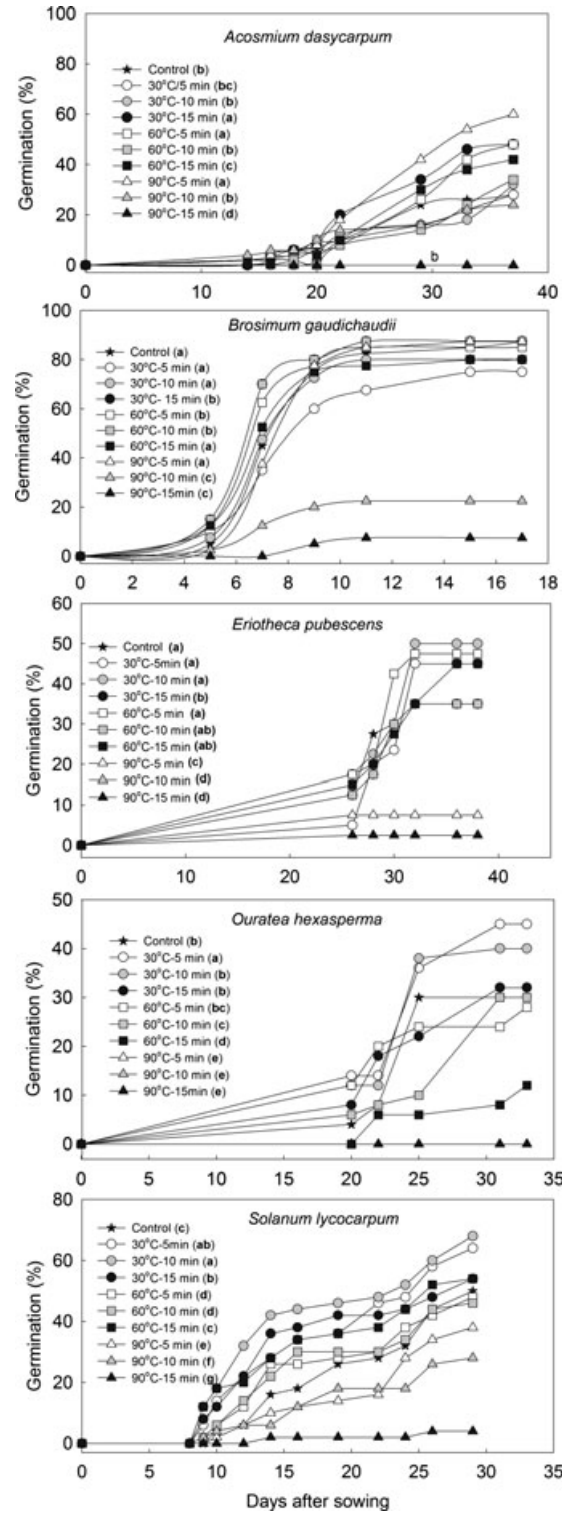 Acosmium dasycarpum
Germination (%)
80
60
40
20
0
Control (b)
30°C/5 min (bc)
30°C-10 min (b)
30°C-15 min (a)
60°C-5 min (a)
60°C-10 min (b)
60°C-15 min (c)
90°C-5 min (a)
90°C-10 min (b)
90°C-15 min (d)
b
0 10 20 30 40
Brosimum gaudichaudii
Germination (%)
100
80
60
40
20
0
Control (a)
30°C-5 min (a)
30°C-10 min (a)
30°C- 15 min (b)
60°C-5 min (b)
60°C-10 min (b)
60°C-15 min (a)
90°C-5 min (a)
90°C-10 min (c)
90°C-15min (c)
0 2 4 6 8 10 12 14 16 18
Eriotheca pubescens
Germination (%)
60
50
40
30
20
10
0
Control (a)
30°C-5min (a)
30°C-10 min (a)
30°C-15 min (b)
60°C-5 min (a)
60°C-10 min (ab)
60°C-15 min (ab)
90°C-5 min (c)
90°C-10 min (d)
90°C-15 min (d)
0 10 20 30 40
Ouratea hexasperma
Germination (%)
50
40
30
20
10
0
Control (b)
30°C-5 min (a)
30°C-10 min (b)
30°C-15 min (b)
60°C-5 min (bc)
60°C-10 min (c)
60°C-15 min (d)
90°C-5 min (e)
90°C-10 min (e)
90°C-15min (e)
0 5 10 15 20 25 30 35
Solanum lycocarpum
Germination (%)
80
60
40
20
0
Control (c)
30°C-5min (ab)
30°C-10 min (a)
30°C-15 min (b)
60°C-5 min (d)
60°C-10 min (d)
60°C-15 min (c)
90°C-5 min (e)
90°C-10 min (f)
90°C-15 min (g)
0 5 10 15 20 25 30 35
Days after sowing